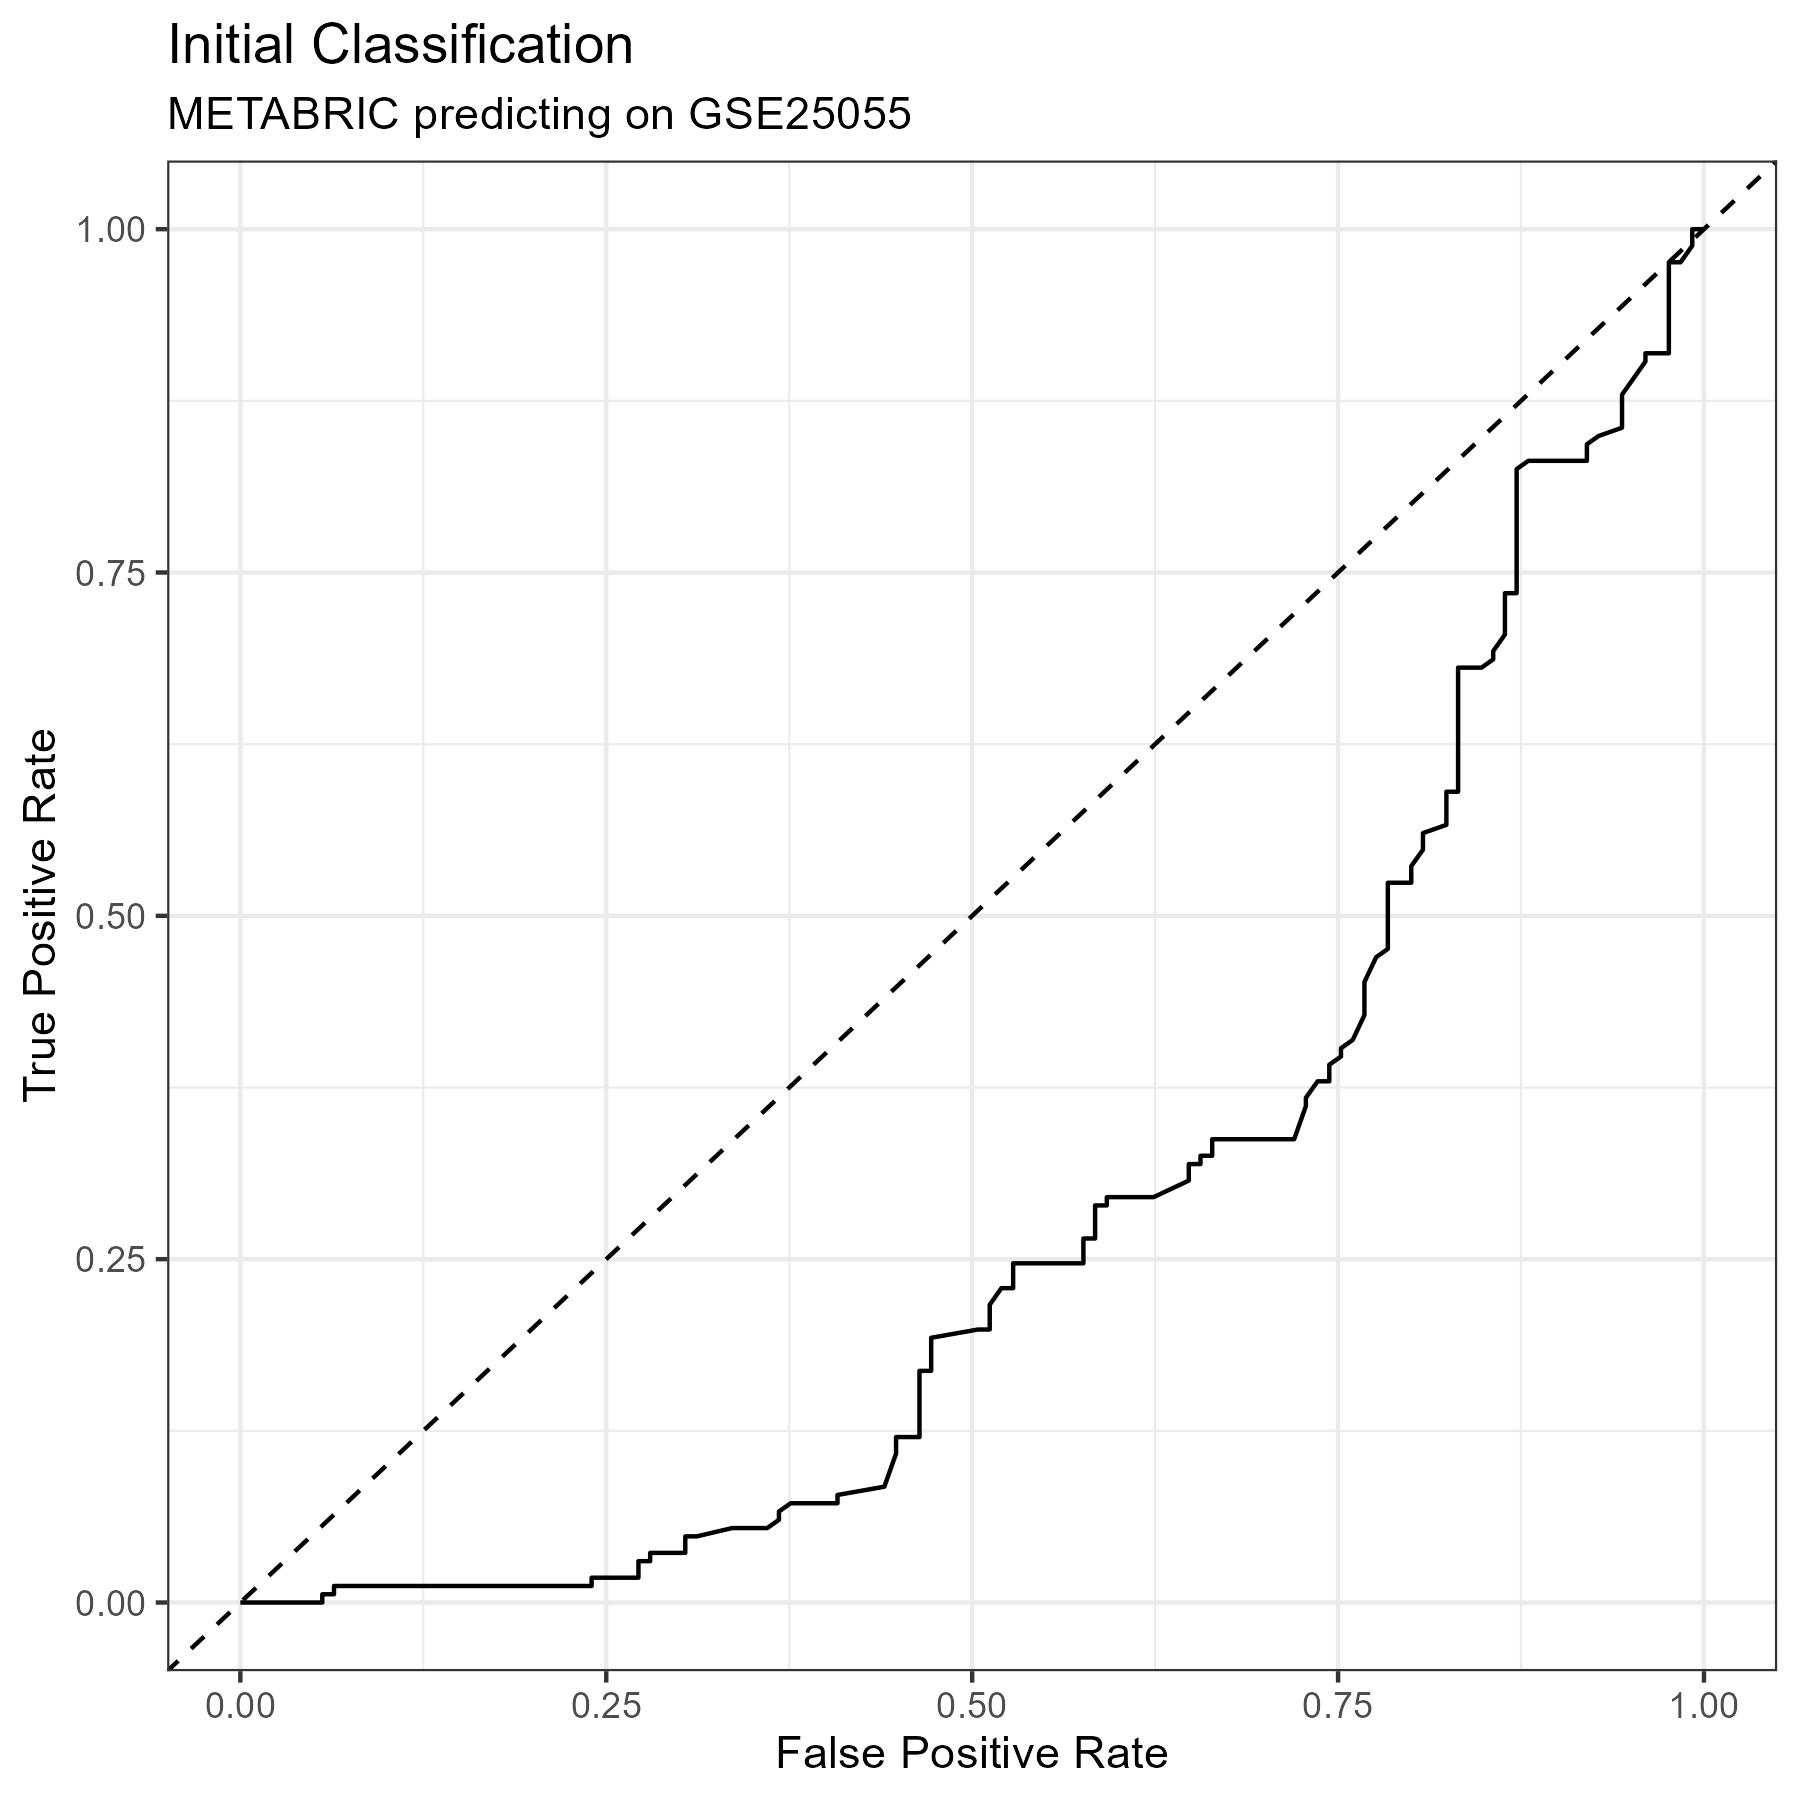 Initial Classification
METABRIC predicting on GSE25055
True Positive Rate
1.00
0.75
0.50
0.25
0.00
0.00
0.25
0.50
0.75
1.00
False Positive Rate